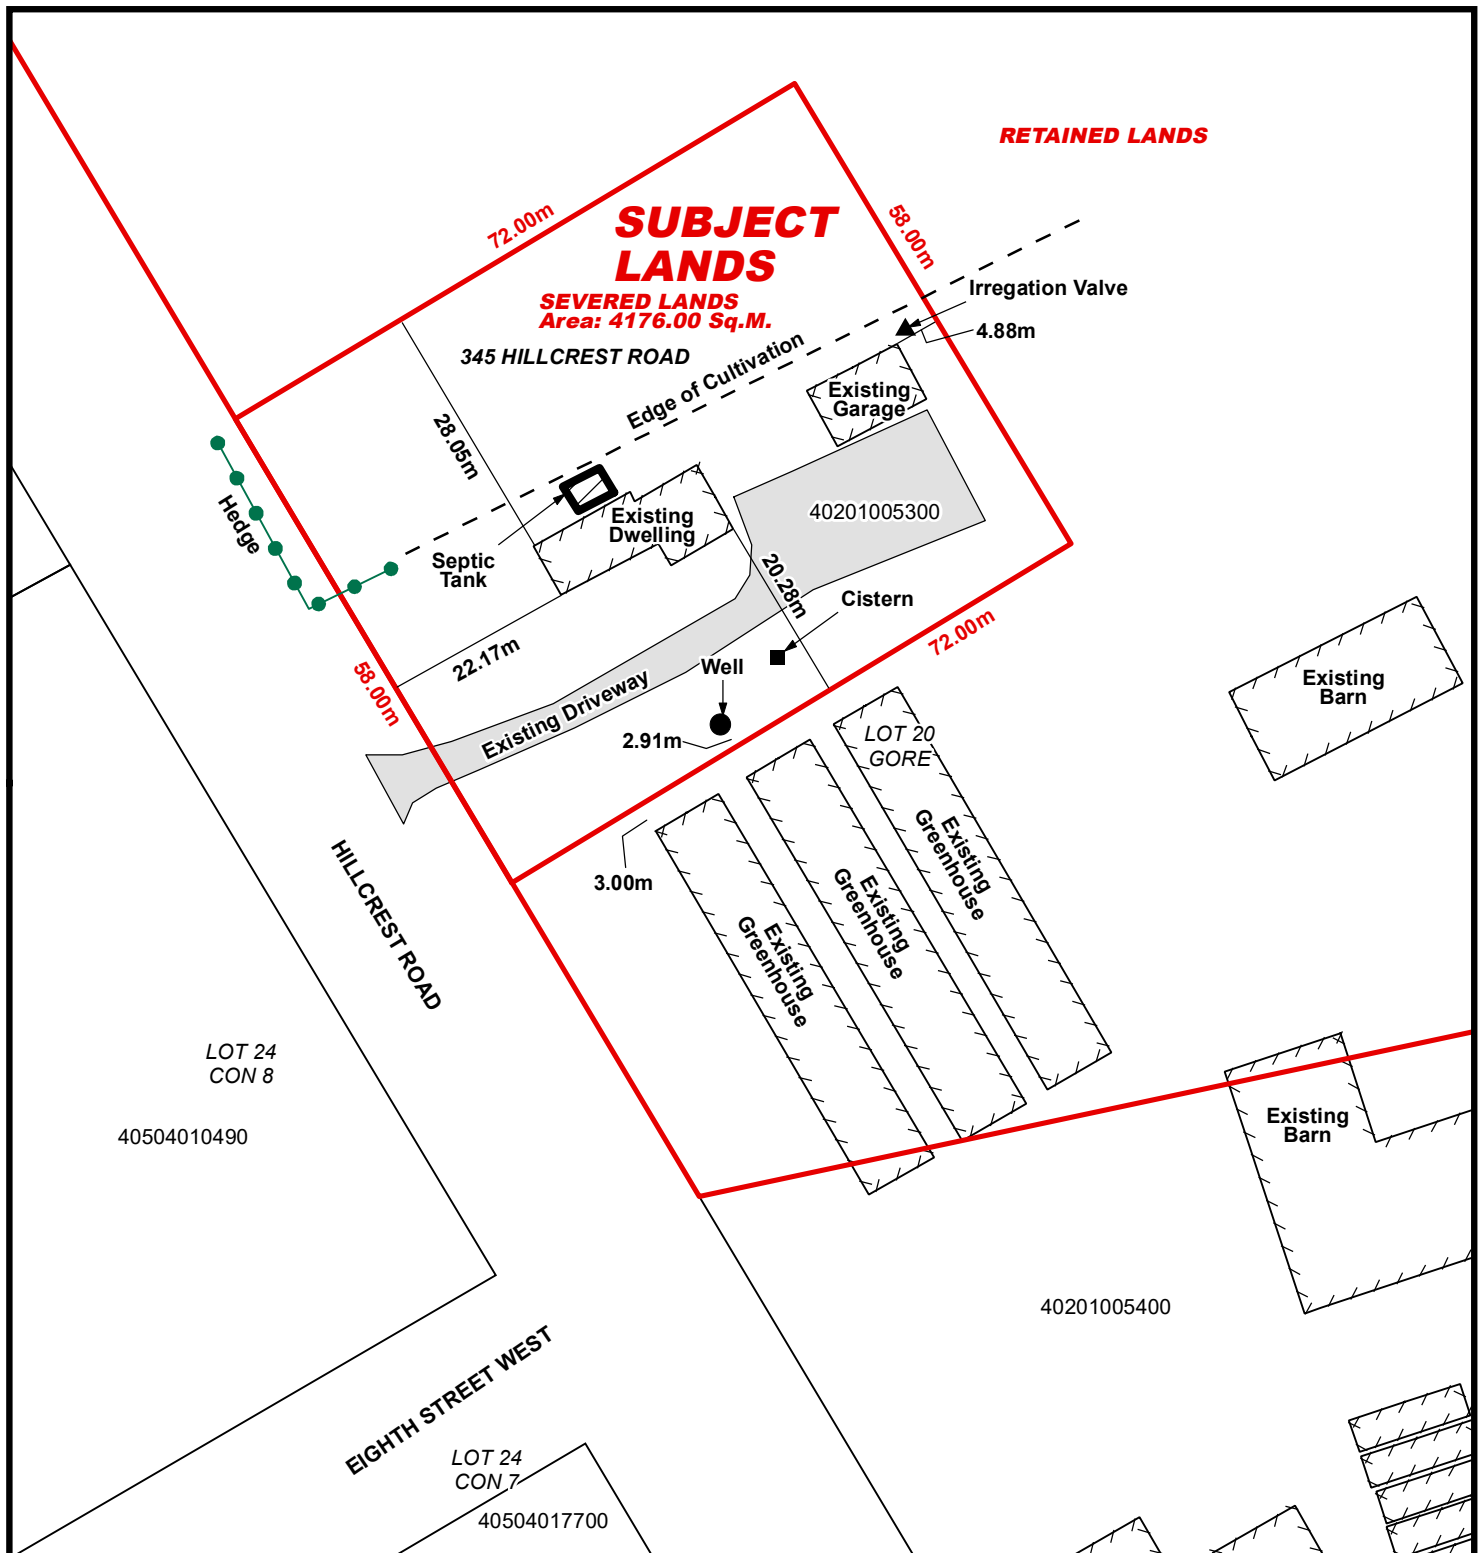 RETAINED LANDS
72.00m
58.00m
SUBJECT
LANDS
SEVERED LANDS
Area: 4176.00 Sq.M.
345 HILLCREST ROAD
Irregation Valve
4.88m
Edge of Cultivation
Existing
Garage
28.05m
Hedge
Existing
Dwelling
40201005300
Septic
Tank
20.28m
Cistern
72.00m
22.17m
58.00m
Well
Existing Driveway
2.91m
Existing
Barn
LOT 20
GORE
3.00m
Existing
Greenhouse
Existing
Greenhouse
Existing
Greenhouse
HILLCREST ROAD
LOT 24
CON 8
40504010490
Existing
Barn
40201005400
EIGHTH STREET WEST
LOT 24
CON 7
40504017700